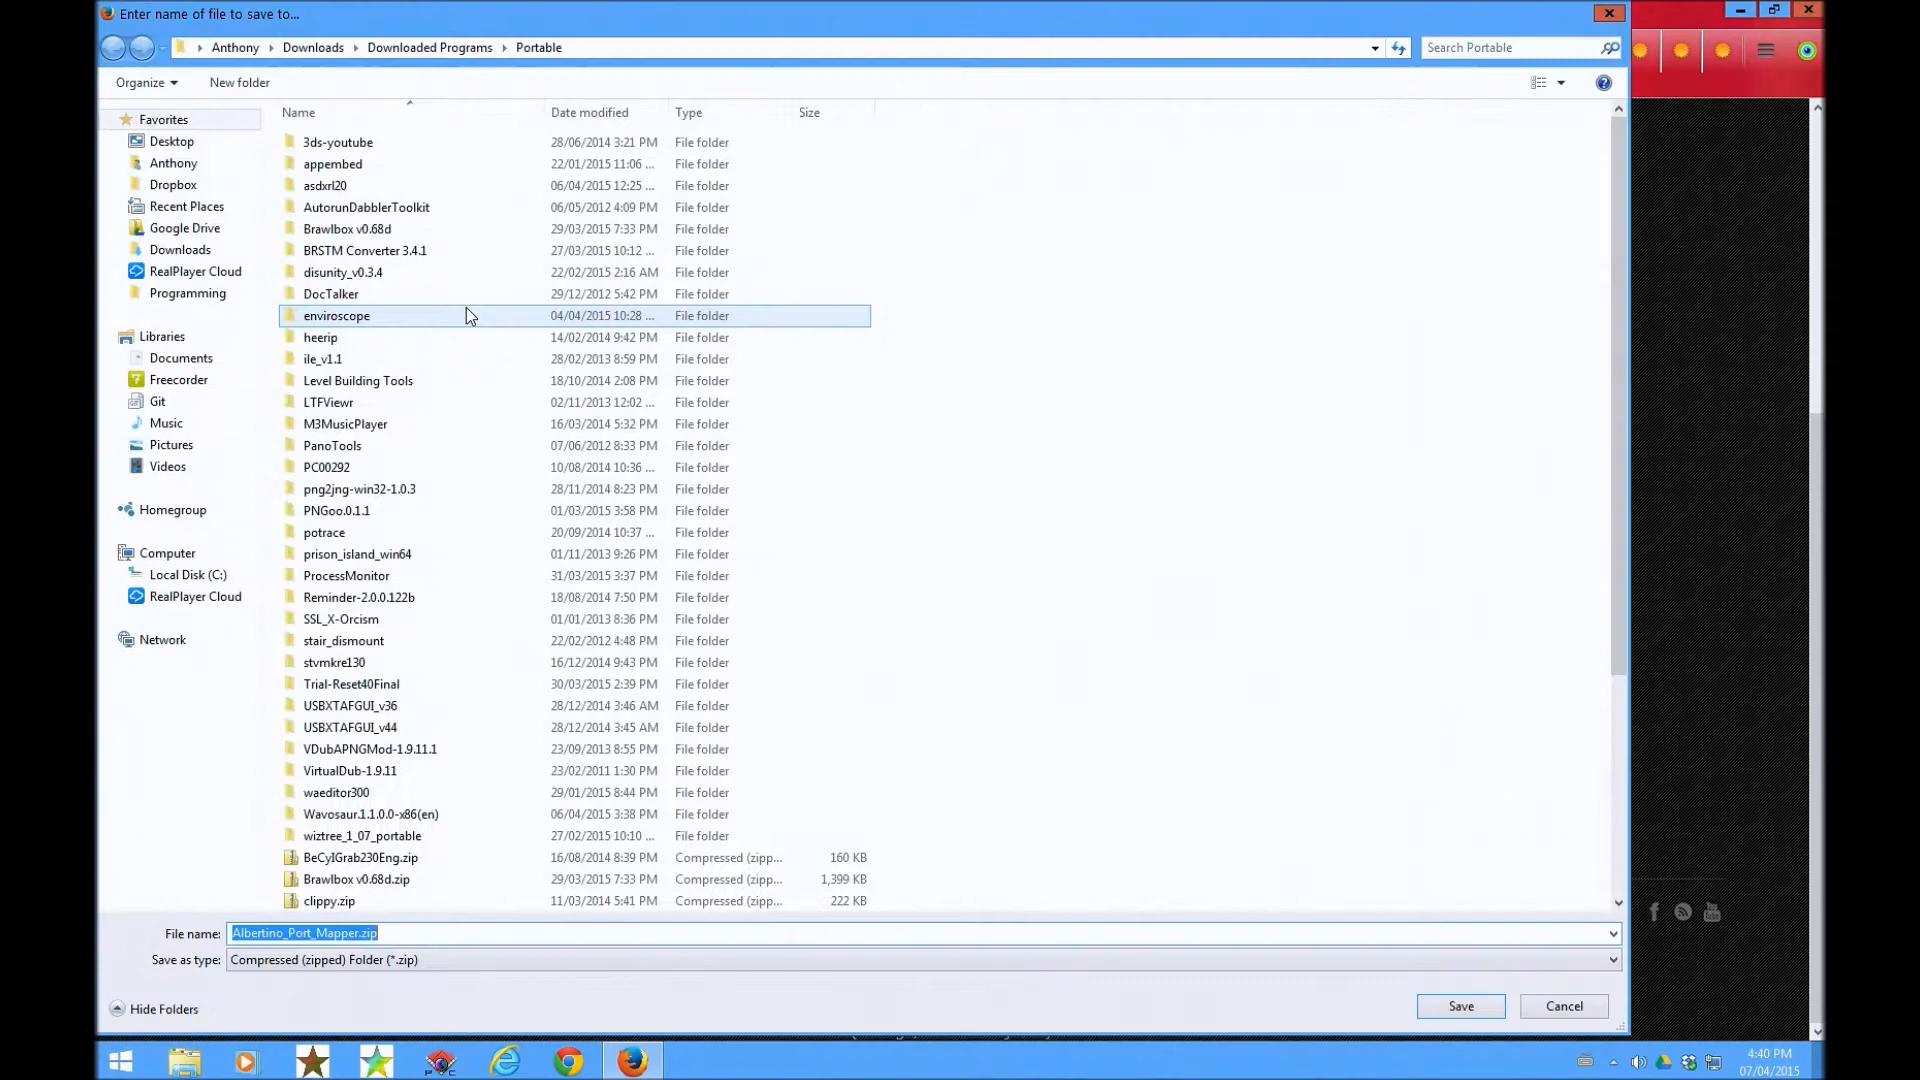 Enter name of file to save to...
Anthony Downloads Downloaded Programs Portable
Search Portable
Organize
New folder
Name Date modified Type Size
Favorites
Desktop
Anthony
Dropbox
Recent Places
Google Drive
Downloads
RealPlayer Cloud
Programming
Libraries
Documents
Freecorder
Git
Music
Pictures
Videos
Homegroup
Computer
Local Disk (C:)
RealPlayer Cloud
Network
3ds-youtube 28/06/2014 3:21 PM File folder
appembed 22/01/2015 11:06 ... File folder
asdxrl20 06/04/2015 12:25 ... File folder
AutorunDabblerToolkit 06/05/2012 4:09 PM File folder
Brawlbox v0.68d 29/03/2015 7:33 PM File folder
BRSTM Converter 3.4.1 27/03/2015 10:12 ... File folder
disunity_v0.3.4 22/02/2015 2:16 AM File folder
DocTalker 29/12/2012 5:42 PM File folder
enviroscope 04/04/2015 10:28 ... File folder
heerip 14/02/2014 9:42 PM File folder
ile_v1.1 28/02/2013 8:59 PM File folder
Level Building Tools 18/10/2014 2:08 PM File folder
LTFViewr 02/11/2013 12:02 ... File folder
M3MusicPlayer 16/03/2014 5:32 PM File folder
PanoTools 07/06/2012 8:33 PM File folder
PC00292 10/08/2014 10:36 ... File folder
png2jng-win32-1.0.3 28/11/2014 8:23 PM File folder
PNGoo.0.1.1 01/03/2015 3:58 PM File folder
potrace 20/09/2014 10:37 ... File folder
prison_island_win64 01/11/2013 9:26 PM File folder
ProcessMonitor 31/03/2015 3:37 PM File folder
Reminder-2.0.0.122b 18/08/2014 7:50 PM File folder
SSL_X-Orcism 01/01/2013 8:36 PM File folder
stair_dismount 22/02/2012 4:48 PM File folder
stvmkre130 16/12/2014 9:43 PM File folder
Trial-Reset40Final 30/03/2015 2:39 PM File folder
USBXTAFGUI_v36 28/12/2014 3:46 AM File folder
USBXTAFGUI_v44 28/12/2014 3:45 AM File folder
VDubAPNGMod-1.9.11.1 23/09/2013 8:55 PM File folder
VirtualDub-1.9.11 23/02/2011 1:30 PM File folder
waeditor300 29/01/2015 8:44 PM File folder
Wavosaur.1.1.0.0-x86(en) 06/04/2015 3:38 PM File folder
wiztree_1_07_portable 27/02/2015 10:10 ... File folder
BeCyIGrab230Eng.zip 16/08/2014 8:39 PM Compressed (zipp... 160 KB
Brawlbox v0.68d.zip 29/03/2015 7:33 PM Compressed (zipp... 1,399 KB
clippy.zip 11/03/2014 5:41 PM Compressed (zipp... 222 KB
File name: Albertino_Port_Mapper.zip
Save as type: Compressed (zipped) Folder (*.zip)
Hide Folders
Save
Cancel
4:40 PM
07/04/2015